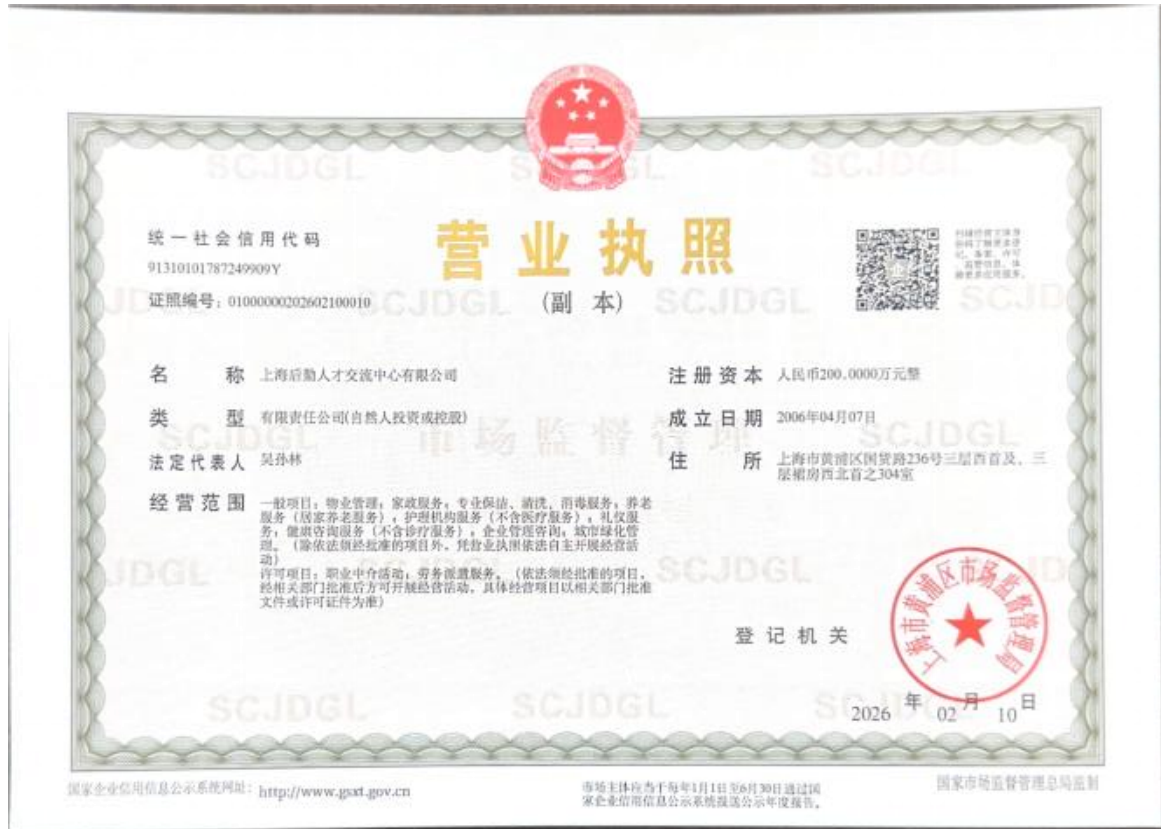 统一社会信用代码
91310101787249909Y
证照编号：01000000202602100010
营业执照
(副 本)
名 称 上海后勤人才交流中心有限公司
类 型 有限责任公司(自然人投资或控股)
法定代表人 吴孙林
经营范围 一般项目：物业管理；家政服务；专业保洁、清洗、消毒服务；养老
服务（居家养老服务）；护理机构服务（不含医疗服务）；礼仪服
务；健康咨询服务（不含诊疗服务）；企业管理咨询；城市绿化管
理。（除依法须经批准的项目外，凭营业执照依法自主开展经营活
动）
许可项目：职业中介活动；劳务派遣服务。（依法须经批准的项目，
经相关部门批准后方可开展经营活动，具体经营项目以相关部门批准
文件或许可证件为准）
注册资本 人民币200.0000万元整
成立日期 2006年04月07日
住 所 上海市黄浦区国货路236号三层西首及、三
层裙房西北首之304室
登记机关
上海市黄浦区市场监督管理局
2026 年 02 月 10 日
SCJDGL
市场监督管理
国家企业信用信息公示系统网址：http://www.gsxt.gov.cn
市场主体应当于每年1月1日至6月30日通过国
家企业信用信息公示系统报送公示年度报告。
国家市场监督管理总局监制